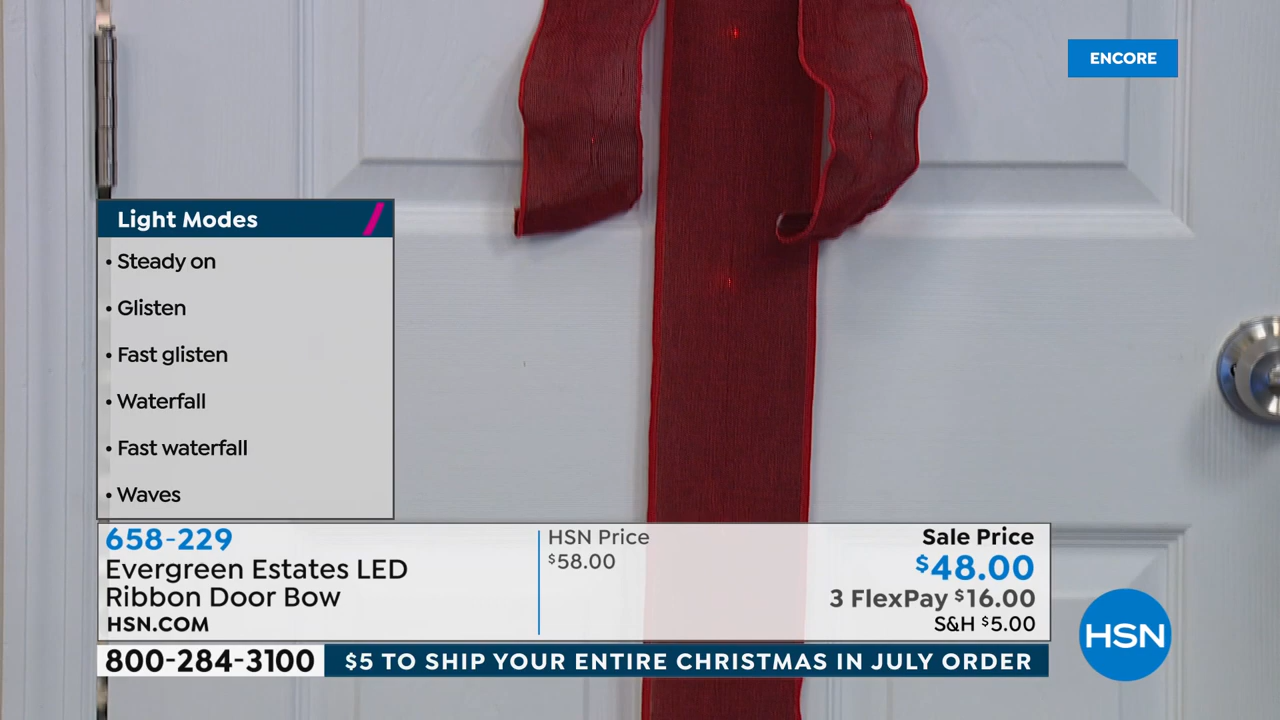 ENCORE
Light Modes
• Steady on
• Glisten
• Fast glisten
• Waterfall
• Fast waterfall
• Waves
658-229
Evergreen Estates LED
Ribbon Door Bow
HSN.COM
HSN Price
$58.00
Sale Price
$48.00
3 FlexPay $16.00
S&H $5.00
800-284-3100
$5 TO SHIP YOUR ENTIRE CHRISTMAS IN JULY ORDER
HSN